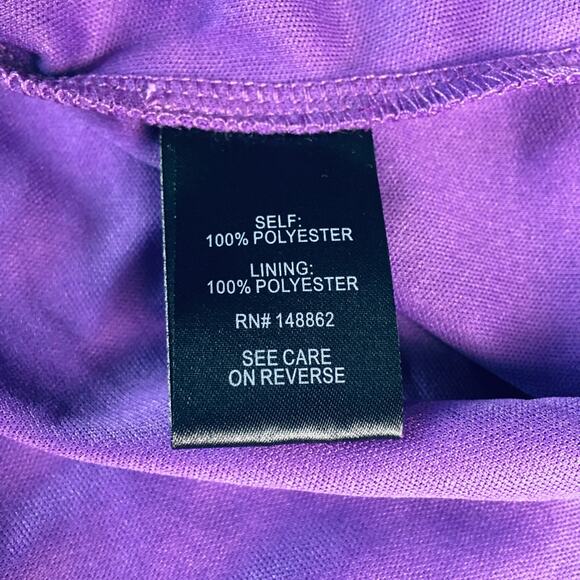 SELF:
100% POLYESTER
LINING:
100% POLYESTER
RN# 148862
SEE CARE
ON REVERSE